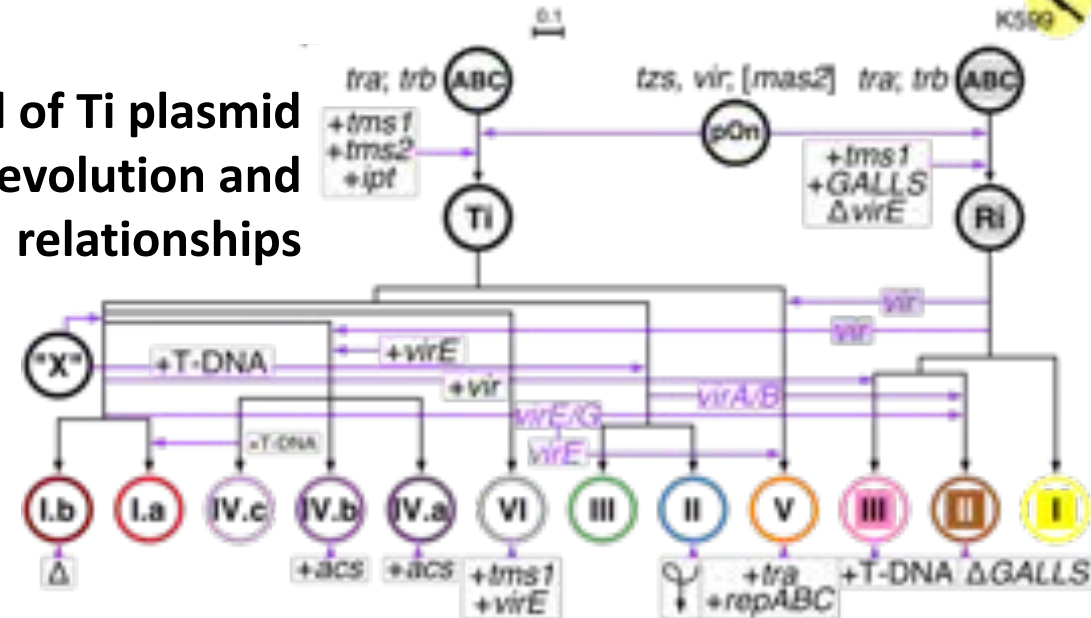 0.1
K599
l of Ti plasmid
evolution and
relationships
tra; trb ABC
tzs, vir, [mas2] tra; trb ABC
pQn
+tms1
+tms2
+ipt
+tms1
+GALLS
ΔvirE
Ti
Ri
vir
vir
"X"
+virE
+T-DNA
+vir
virA/B
virE/G
+T-DNA
virE
I.b I.a IV.c IV.b IV.a VI III II V III II I
Δ
+acs +acs
+tms1
+virE
+tra
+repABC
+T-DNA ΔGALLS